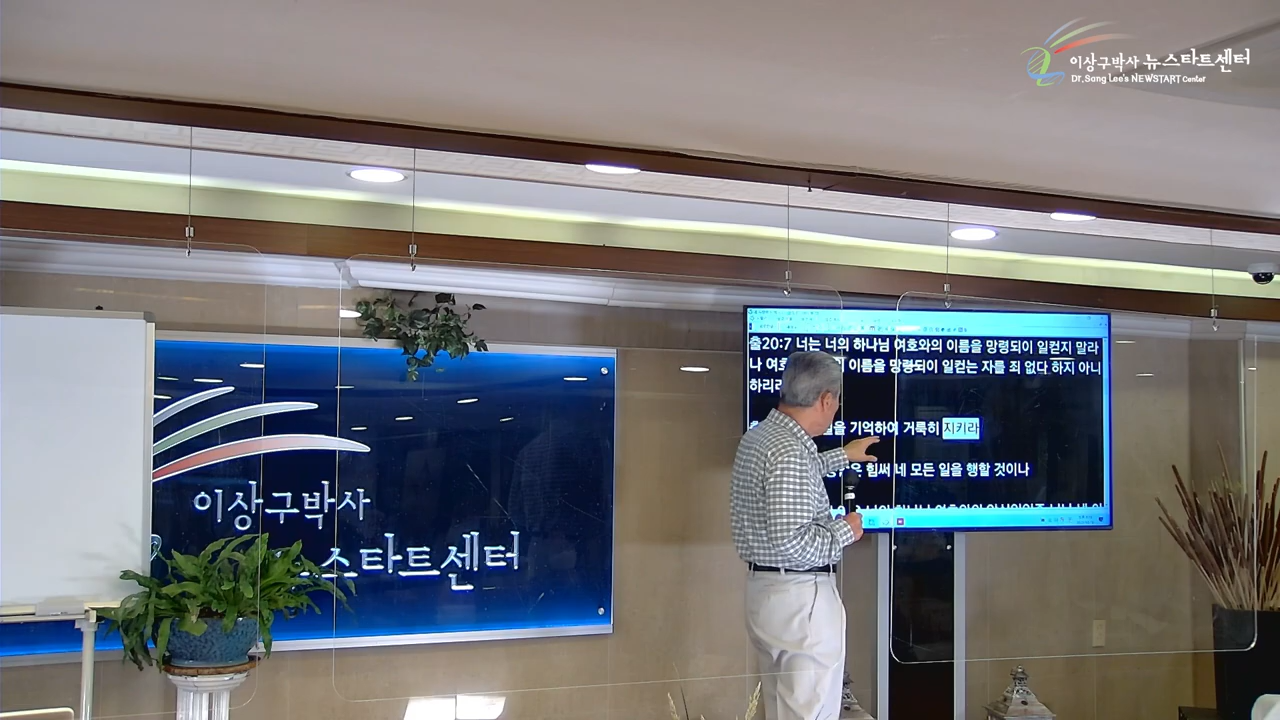 이상구박사 뉴스타트센터
Dr. Sang Lee's NEWSTART Center
출20:7 너는 너의 하나님 여호와의 이름을 망령되이 일컫지 말라
나 여호 이름을 망령되이 일컫는 자를 죄 없다 하지 아니
하리라
기억하여 거룩히 지키라
힘써 네 모든 일을 행할 것이나
이상구박사
스타트센터